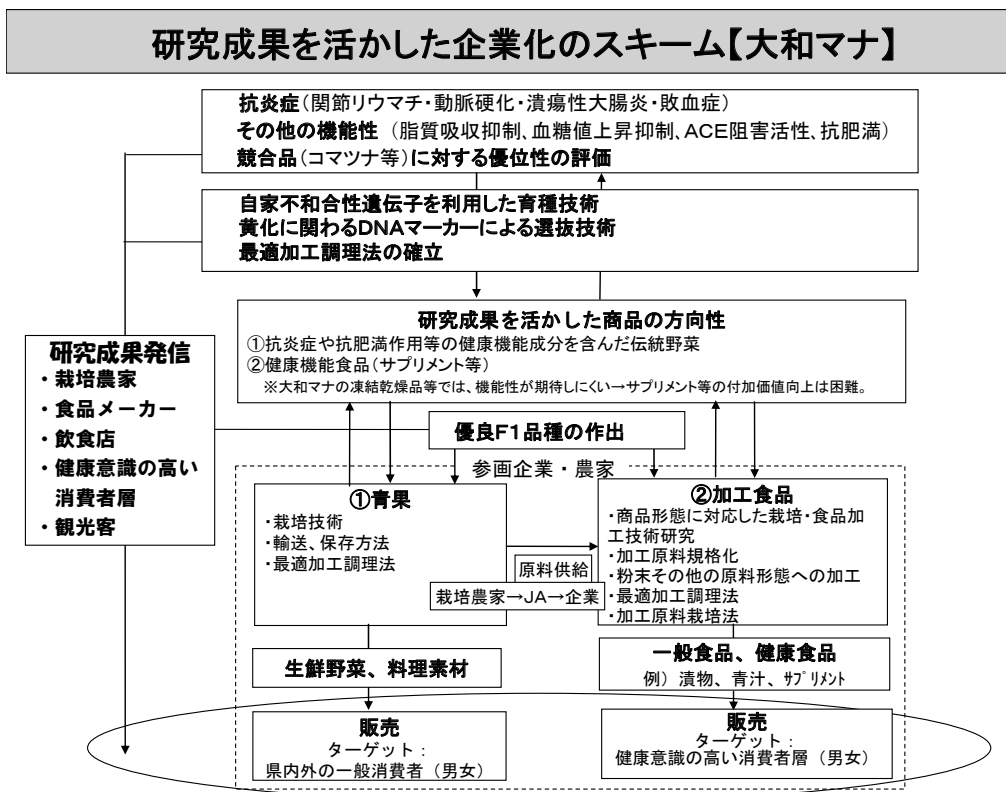 研究成果を活かした企業化のスキーム【大和マナ】
抗炎症(関節リウマチ・動脈硬化・潰瘍性大腸炎・敗血症)
その他の機能性 (脂質吸収抑制、血糖値上昇抑制、ACE阻害活性、抗肥満)
競合品(コマツナ等)に対する優位性の評価
自家不和合性遺伝子を利用した育種技術
黄化に関わるDNAマーカーによる選抜技術
最適加工調理法の確立
研究成果を活かした商品の方向性
①抗炎症や抗肥満作用等の健康機能成分を含んだ伝統野菜
②健康機能食品(サプリメント等)
※大和マナの凍結乾燥品等では、機能性が期待しにくい→サプリメント等の付加価値向上は困難。
研究成果発信
・栽培農家
・食品メーカー
・飲食店
・健康意識の高い
消費者層
・観光客
優良F1品種の作出
参画企業・農家
①青果
・栽培技術
・輸送、保存方法
・最適加工調理法
原料供給
栽培農家→JA→企業
②加工食品
・商品形態に対応した栽培・食品加
工技術研究
・加工原料規格化
・粉末その他の原料形態への加工
・最適加工調理法
・加工原料栽培法
生鮮野菜、料理素材
一般食品、健康食品
例) 漬物、青汁、ｻﾌﾟﾘﾒﾝﾄ
販売
ターゲット：
県内外の一般消費者（男女）
販売
ターゲット：
健康意識の高い消費者層（男女）